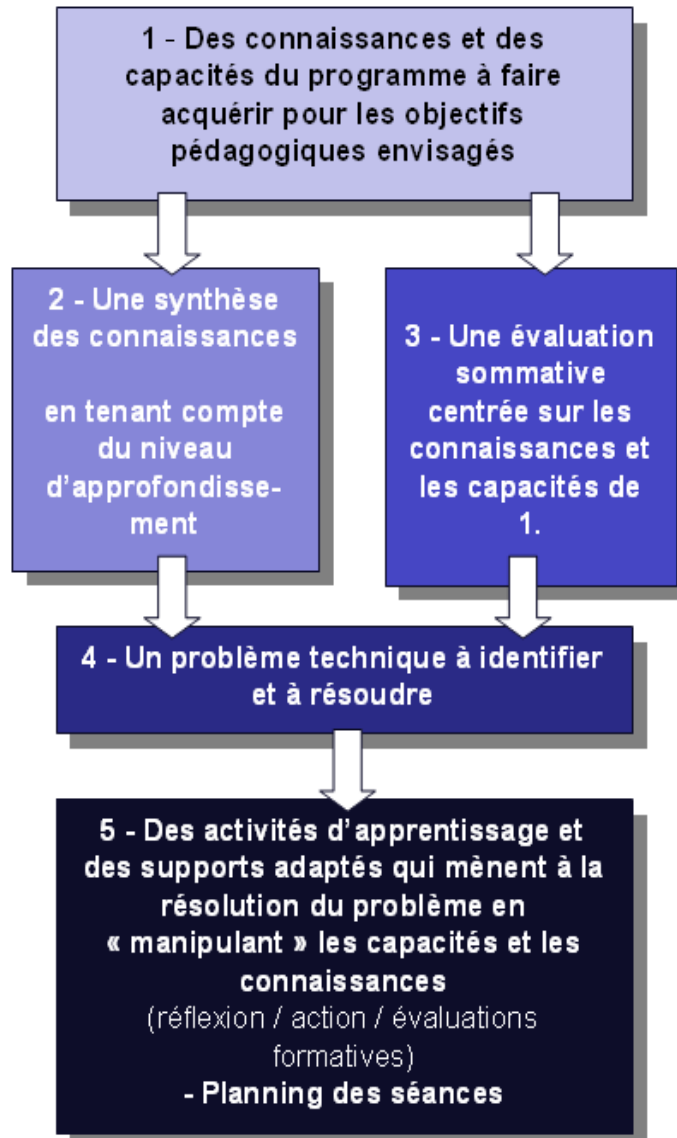 1 - Des connaissances et des
capacités du programme à faire
acquérir pour les objectifs
pédagogiques envisagés
2 - Une synthèse
des connaissances
en tenant compte
du niveau
d'approfondisse-
ment
3 - Une évaluation
sommative
centrée sur les
connaissances et
les capacités de
1.
4 - Un problème technique à identifier
et à résoudre
5 - Des activités d'apprentissage et
des supports adaptés qui mènent à la
résolution du problème en
« manipulant » les capacités et les
connaissances
(réflexion / action / évaluations
formatives)
- Planning des séances